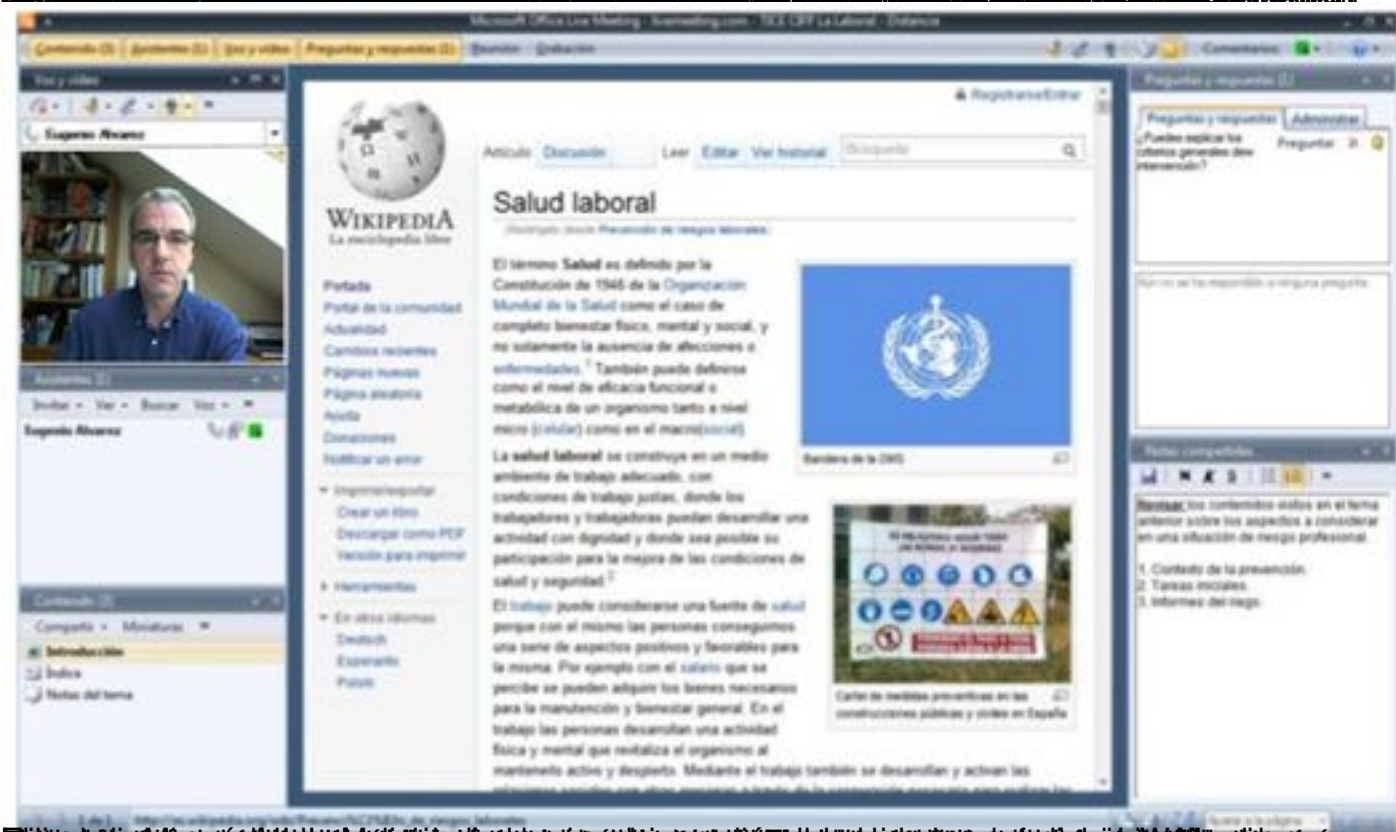 Microsoft Office Live Meeting - livemeeting.com - TICE CIFP La Laboral - Distancia
Contenido (3) Asistentes (1) Voz y vídeo Preguntas y respuestas (1) Reunión Grabación
Comentarios:
Voz y vídeo
Eugenio Alvarez
Asistentes (1)
Invitar Ver Buscar Voz
Eugenio Alvarez
Contenido (3)
Compartir Miniaturas
Introducción
Índice
Notas del tema
WIKIPEDIA
La enciclopedia libre
Portada
Portal de la comunidad
Actualidad
Cambios recientes
Páginas nuevas
Página aleatoria
Ayuda
Donaciones
Notificar un error
Imprimir/exportar
Crear un libro
Descargar como PDF
Versión para imprimir
Herramientas
En otros idiomas
Deutsch
Esperanto
Polski
Registrarse/Entrar
Artículo Discusión Leer Editar Ver historial Búsqueda
Salud laboral
(Redirigido desde Prevención de riesgos laborales)
El término Salud es definido por la
Constitución de 1946 de la Organización
Mundial de la Salud como el caso de
completo bienestar físico, mental y social, y
no solamente la ausencia de afecciones o
enfermedades.1 También puede definirse
como el nivel de eficacia funcional o
metabólica de un organismo tanto a nivel
micro (celular) como en el macro(social).
La salud laboral se construye en un medio
ambiente de trabajo adecuado, con
condiciones de trabajo justas, donde los
trabajadores y trabajadoras puedan desarrollar una
actividad con dignidad y donde sea posible su
participación para la mejora de las condiciones de
salud y seguridad.2
El trabajo puede considerarse una fuente de salud
porque con el mismo las personas conseguimos
una serie de aspectos positivos y favorables para
la misma. Por ejemplo con el salario que se
percibe se pueden adquirir los bienes necesarios
para la manutención y bienestar general. En el
trabajo las personas desarrollan una actividad
física y mental que revitaliza el organismo al
mantenerlo activo y despierto. Mediante el trabajo también se desarrollan y activan las
Bandera de la OMS
Cartel de medidas preventivas en las
construcciones públicas y civiles en España
Preguntas y respuestas (1)
Preguntas y respuestas Administrar
¿Puedes explicar los
criterios generales dew
intervención?
Preguntar
Aún no se ha respondido a ninguna pregunta.
Notas compartidas
N K S
Revisar los contenidos vistos en el tema
anterior sobre los aspectos a considerar
en una situación de riesgo profesional.
1. Contexto de la prevención.
2. Tareas iniciales.
3. Informes del riego.
1 de 1
Ajustar a la página